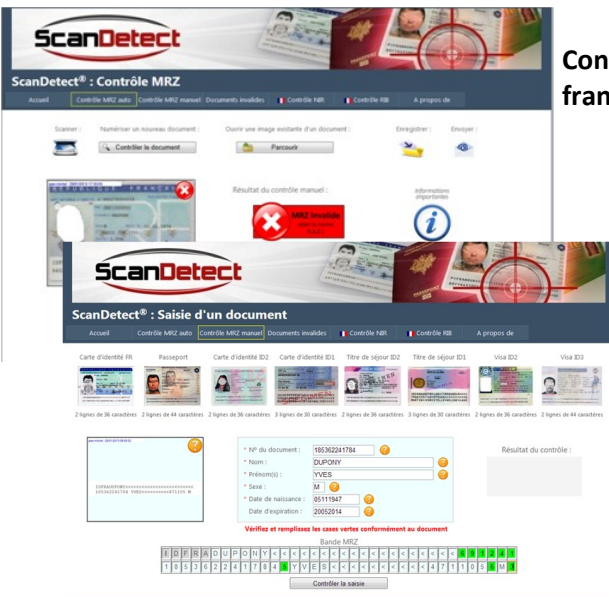 ScanDetect
Con
fran
ScanDetect® : Contrôle MRZ
Accueil Contrôle MRZ auto Contrôle MRZ manuel Documents invalides Contrôle NIR Contrôle RIB A propos de
Scanner : Numériser un nouveau document : Ouvrir une image existante d'un document : Enregistrer : Envoyer :
Contrôler le document Parcourir
Résultat du contrôle manuel :
Informations
importantes
MRZ invalide
ScanDetect
ScanDetect® : Saisie d'un document
Accueil Contrôle MRZ auto Contrôle MRZ manuel Documents invalides Contrôle NIR Contrôle RIB A propos de
Carte d'identité FR Passeport Carte d'identité ID2 Carte d'identité ID1 Titre de séjour ID2 Titre de séjour ID1 Visa ID2 Visa ID3
2 lignes de 36 caractères 2 lignes de 44 caractères 2 lignes de 36 caractères 3 lignes de 30 caractères 2 lignes de 36 caractères 3 lignes de 30 caractères 2 lignes de 36 caractères 2 lignes de 44 caractères
* N° du document : 185362241784
* Nom : DUPONY
* Prénom(s) : YVES
* Sexe : M
* Date de naissance : 05111947
Date d'expiration : 20052014
Résultat du contrôle :
Vérifiez et remplissez les cases vertes conformément au document
Bande MRZ
Contrôler la saisie